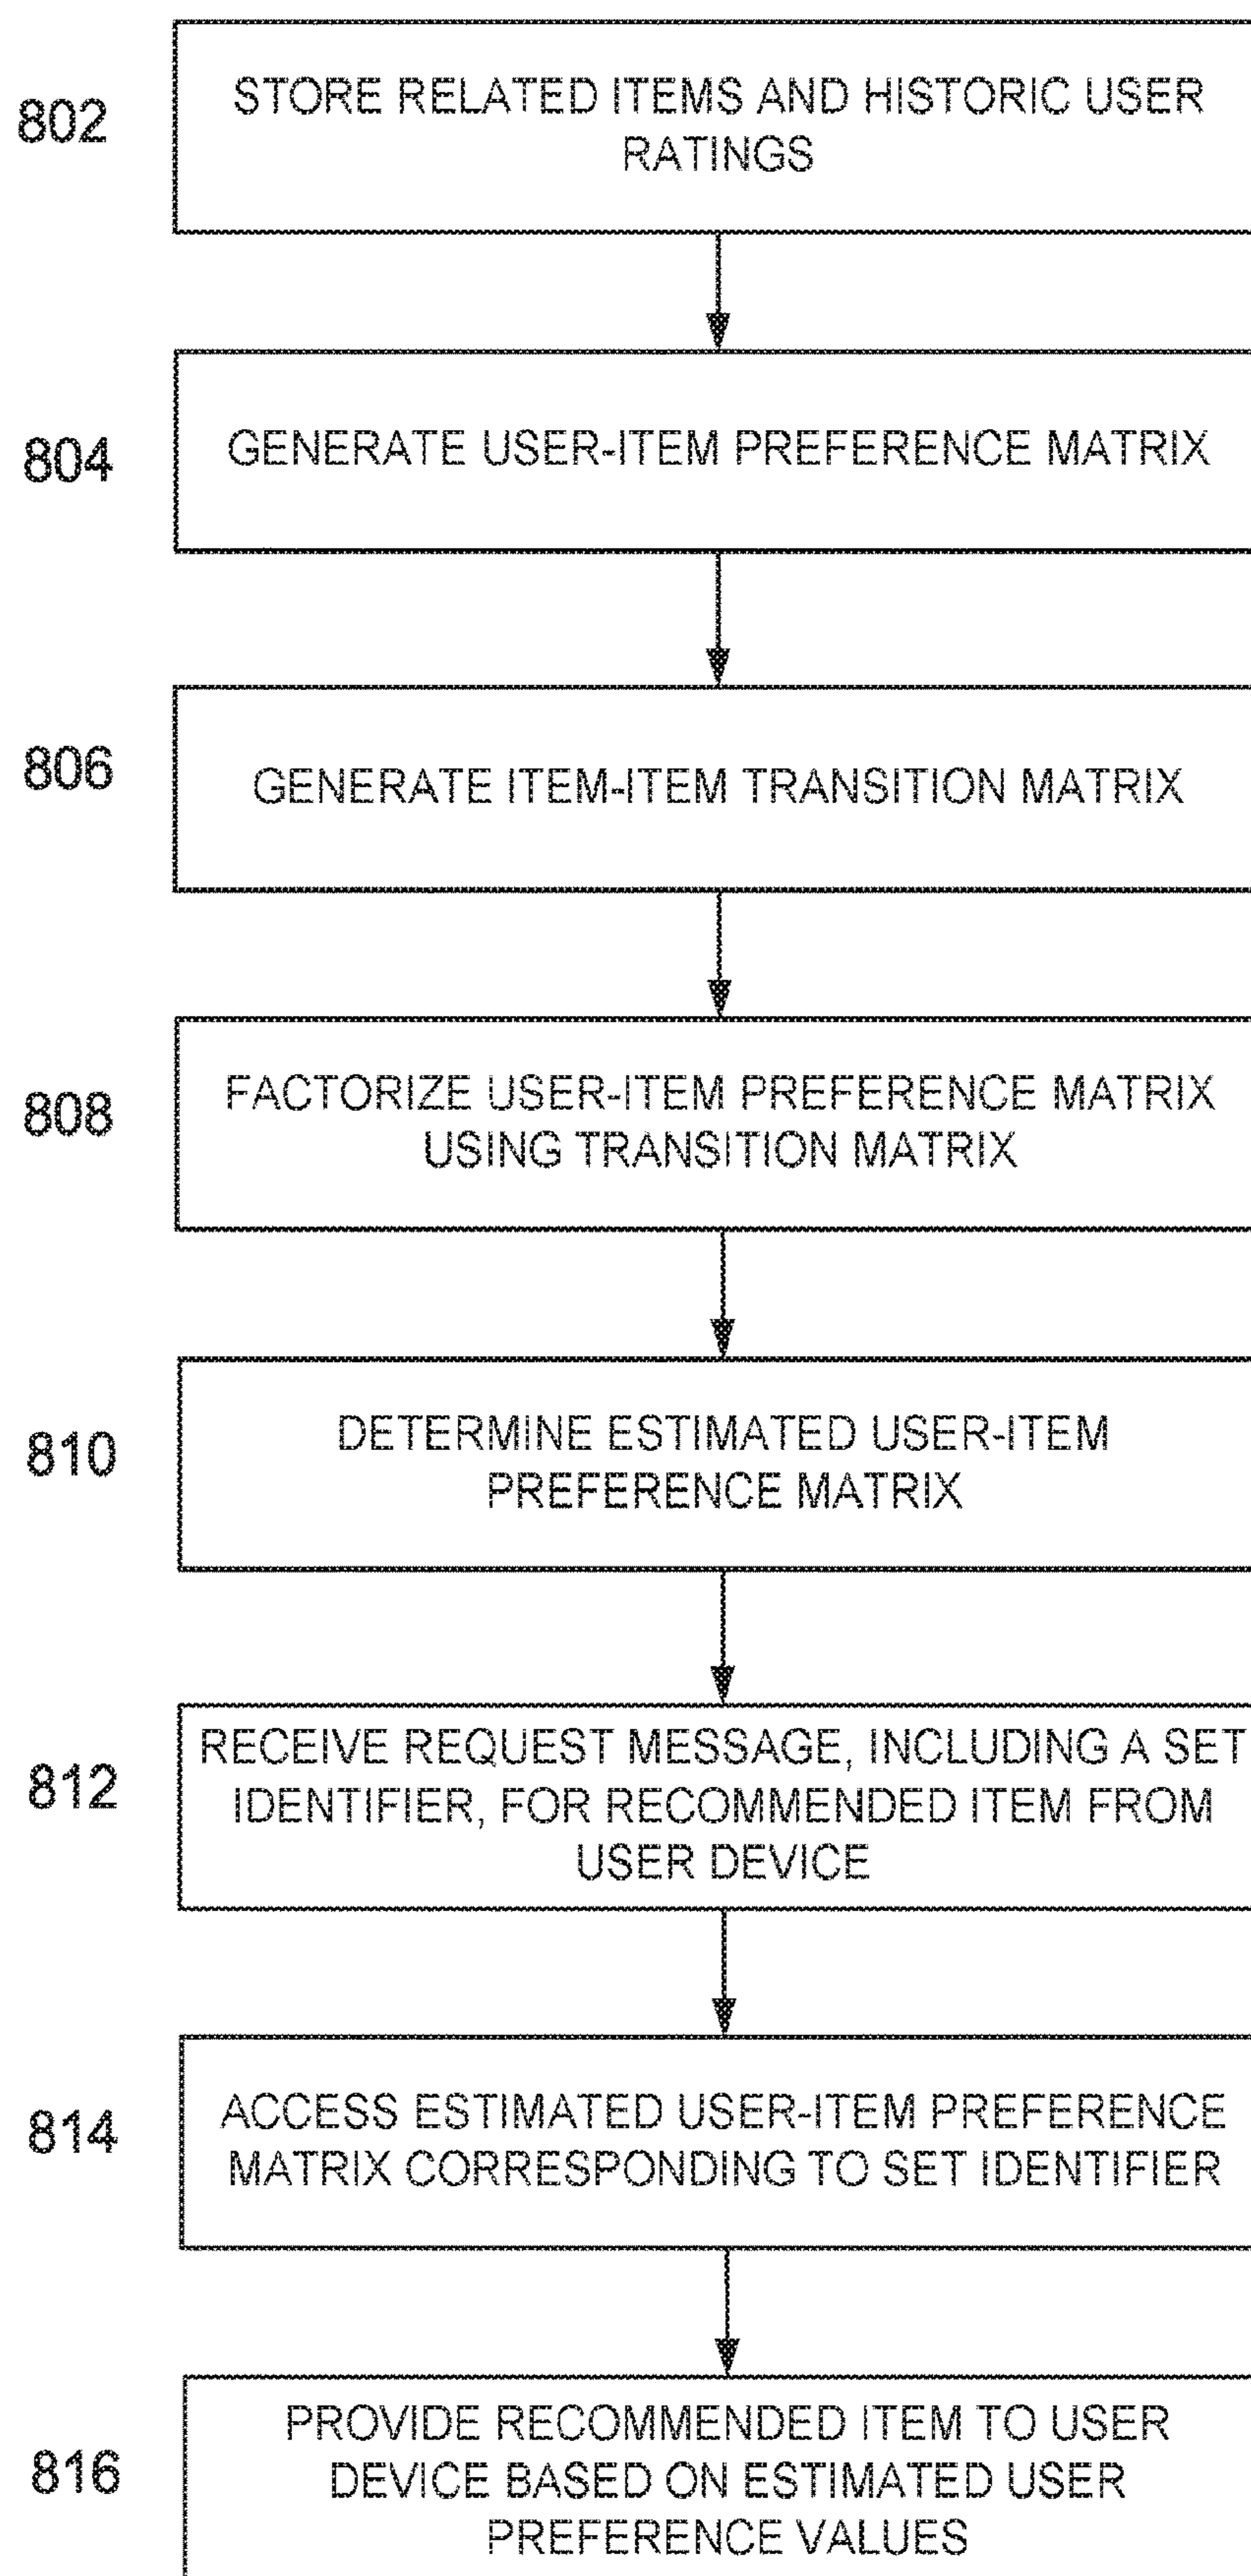 802
STORE RELATED ITEMS AND HISTORIC USER
RATINGS
804
GENERATE USER-ITEM PREFERENCE MATRIX
806
GENERATE ITEM-ITEM TRANSITION MATRIX
808
FACTORIZE USER-ITEM PREFERENCE MATRIX
USING TRANSITION MATRIX
810
DETERMINE ESTIMATED USER-ITEM
PREFERENCE MATRIX
812
RECEIVE REQUEST MESSAGE, INCLUDING A SET
IDENTIFIER, FOR RECOMMENDED ITEM FROM
USER DEVICE
814
ACCESS ESTIMATED USER-ITEM PREFERENCE
MATRIX CORRESPONDING TO SET IDENTIFIER
816
PROVIDE RECOMMENDED ITEM TO USER
DEVICE BASED ON ESTIMATED USER
PREFERENCE VALUES